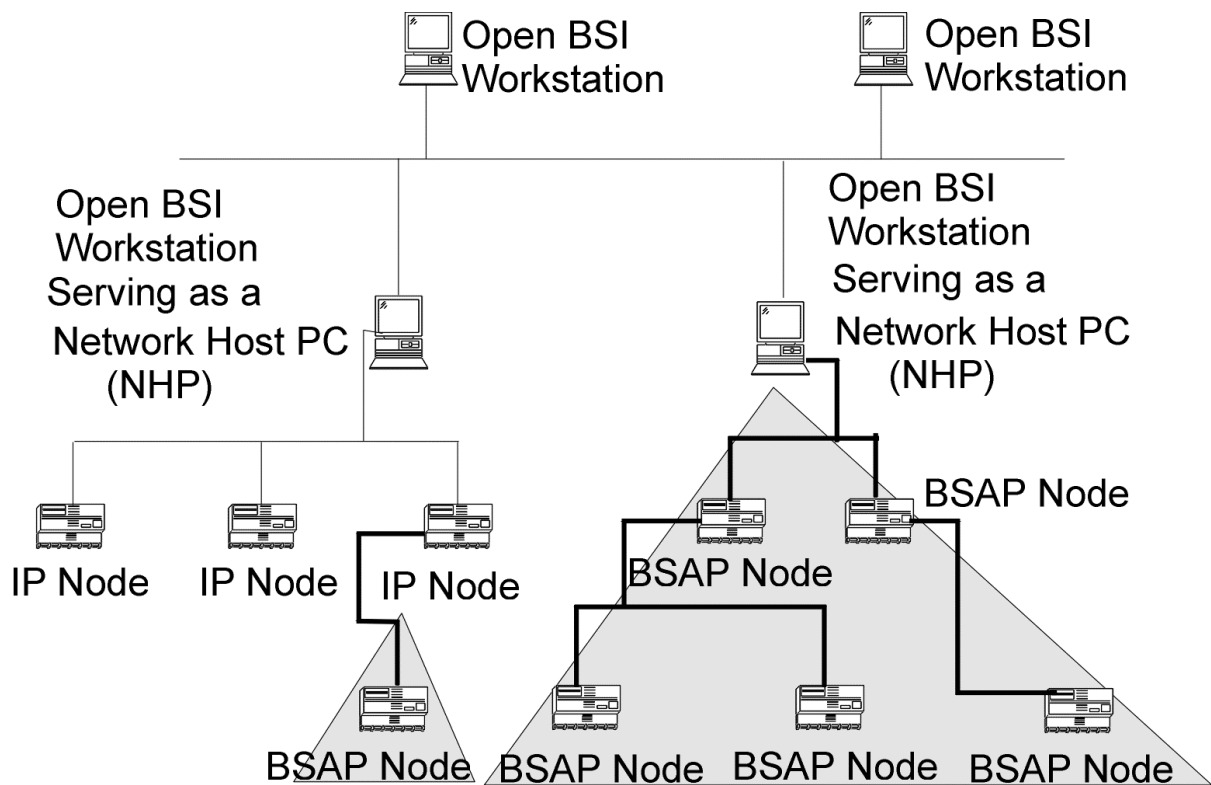 Open BSI
Workstation
Open BSI
Workstation
Open BSI
Workstation
Serving as a
Network Host PC
(NHP)
Open BSI
Workstation
Serving as a
Network Host PC
(NHP)
BSAP Node
BSAP Node
IP Node
IP Node
IP Node
BSAP Node
BSAP Node
BSAP Node
BSAP Node